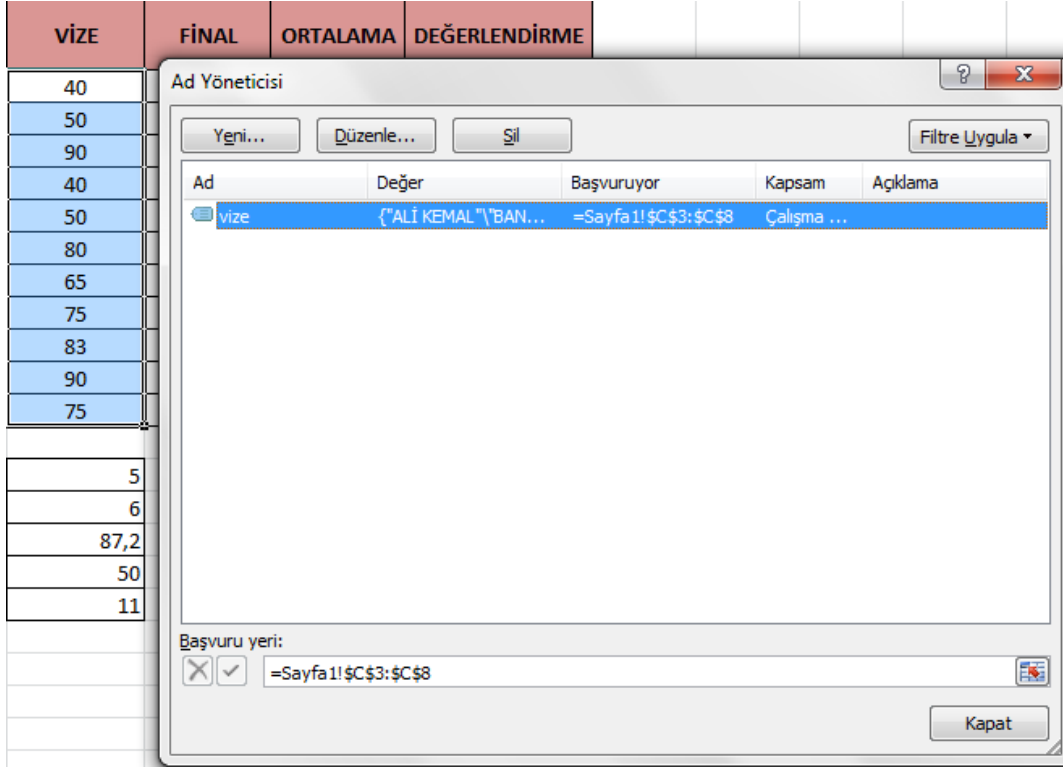 VİZE FİNAL ORTALAMA DEĞERLENDİRME
Ad Yöneticisi
Yeni... Düzenle... Sil Filtre Uygula
Ad Değer Başvuruyor Kapsam Açıklama
vize {"ALİ KEMAL"\"BAN... =Sayfa1!$C$3:$C$8 Çalışma ...
40
50
90
40
50
80
65
75
83
90
75
5
6
87,2
50
11
Başvuru yeri:
=Sayfa1!$C$3:$C$8
Kapat